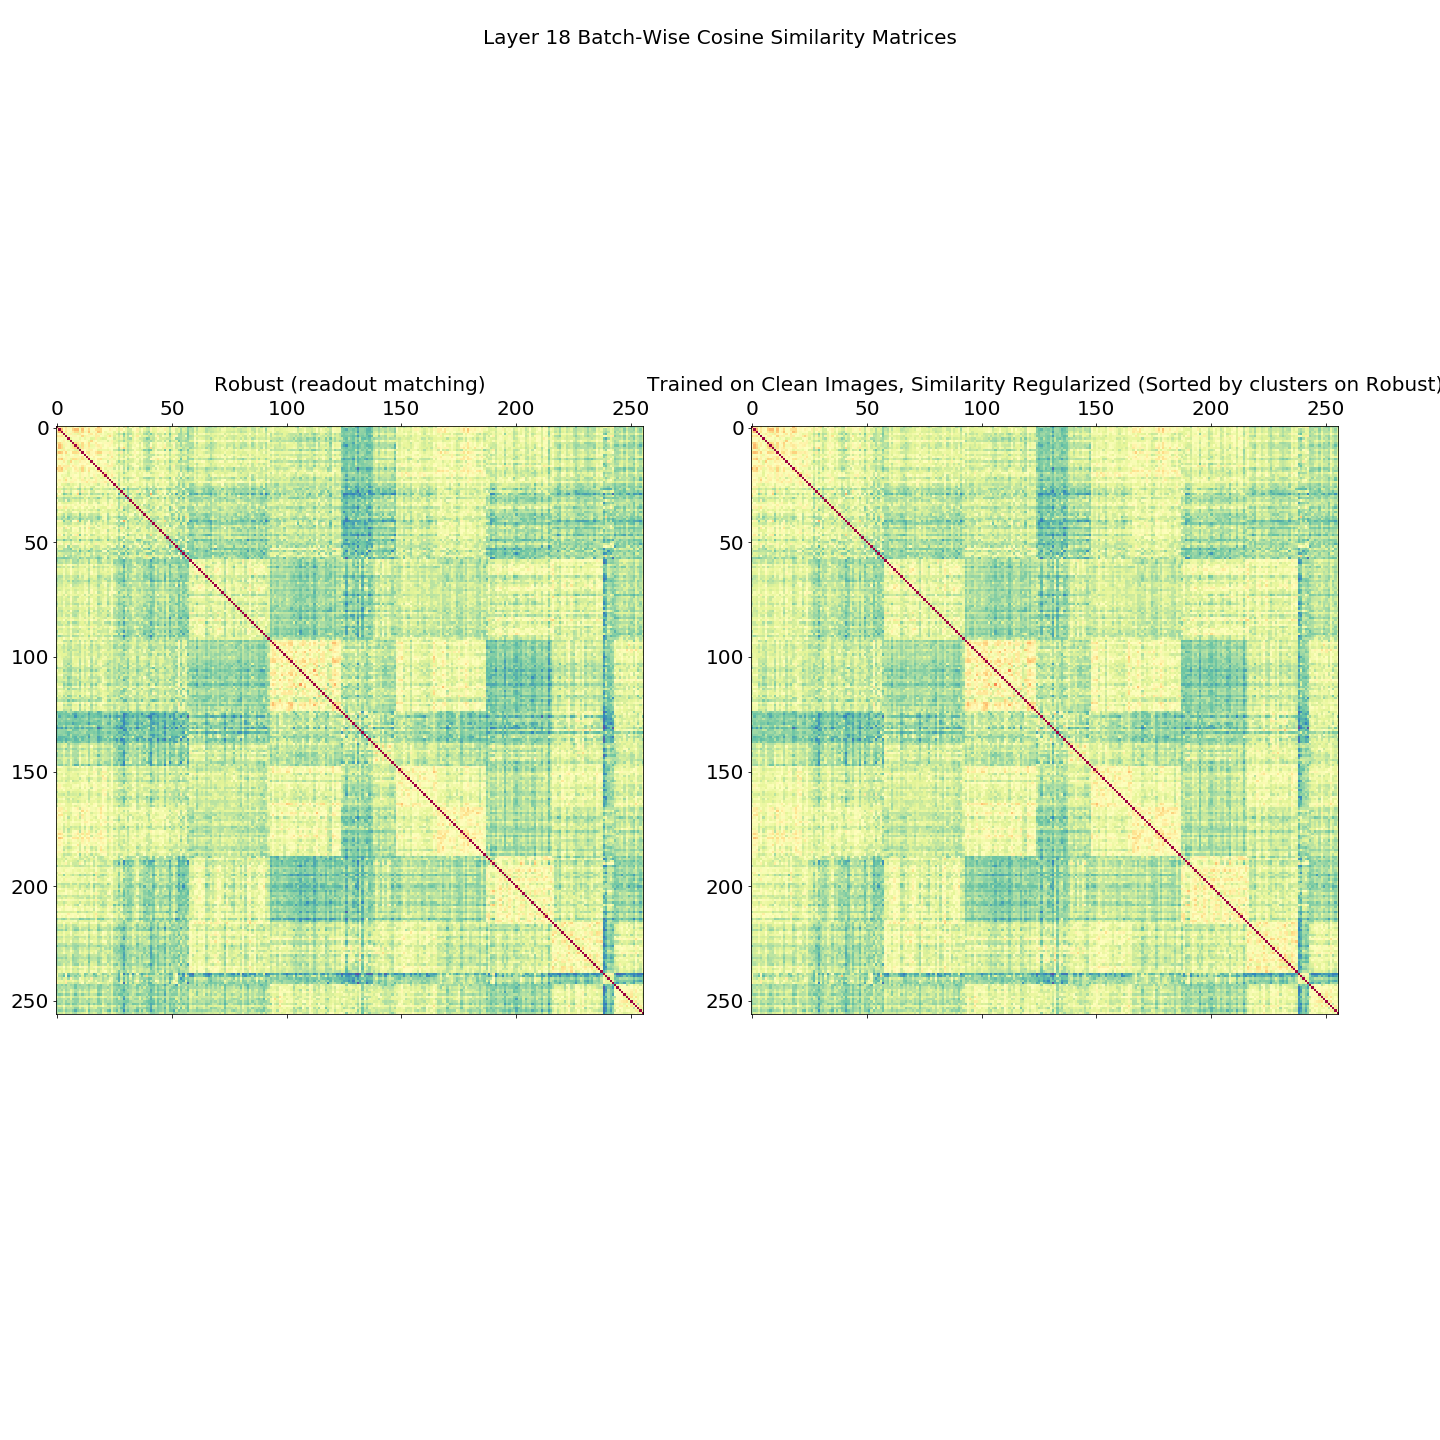 Layer 18 Batch-Wise Cosine Similarity Matrices
Robust (readout matching)
Trained on Clean Images, Similarity Regularized (Sorted by clusters on Robust)
0 50 100 150 200 250
0 50 100 150 200 250
0
50
100
150
200
250
0
50
100
150
200
250